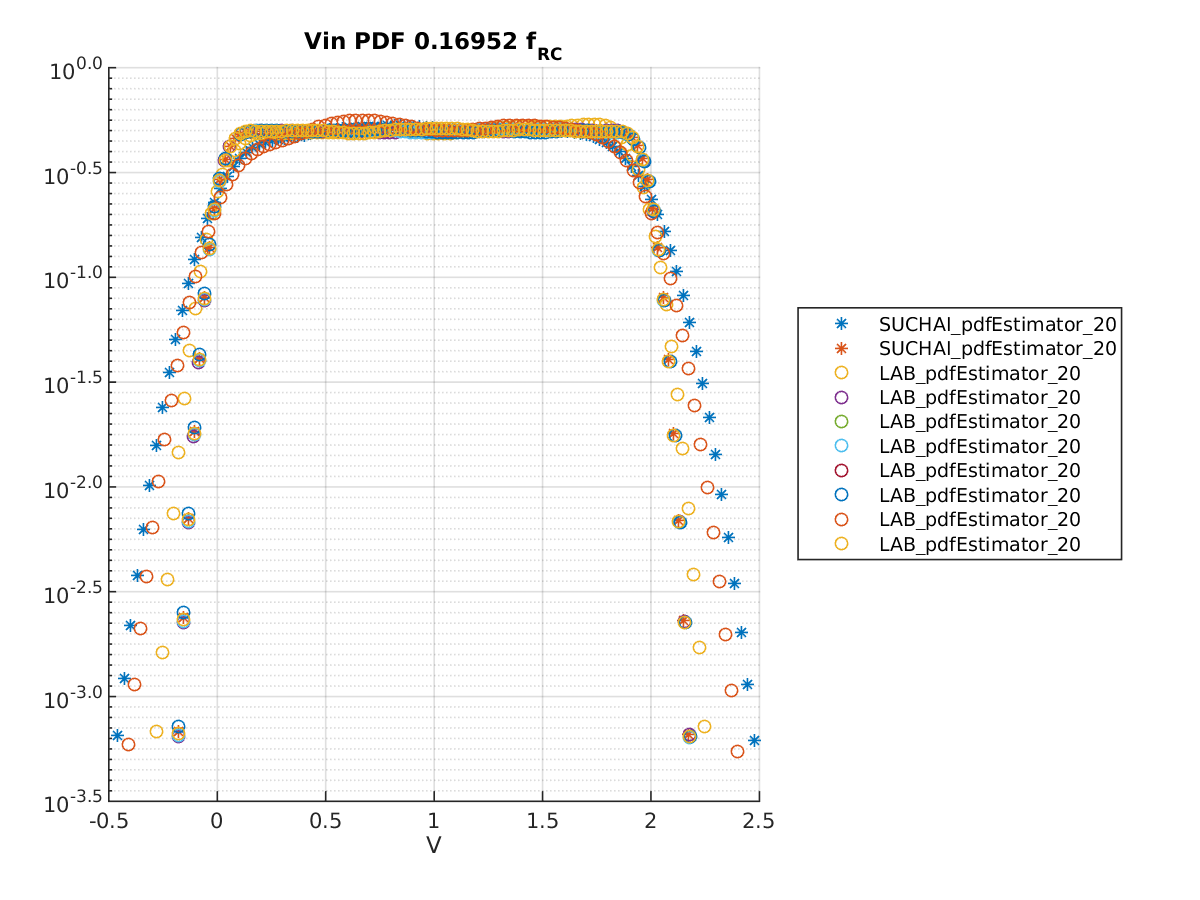 Vin PDF 0.16952 f_RC
10^0.0
10^-0.5
10^-1.0
10^-1.5
10^-2.0
10^-2.5
10^-3.0
10^-3.5
-0.5 0 0.5 1 1.5 2 2.5
V
SUCHAI_pdfEstimator_20
SUCHAI_pdfEstimator_20
LAB_pdfEstimator_20
LAB_pdfEstimator_20
LAB_pdfEstimator_20
LAB_pdfEstimator_20
LAB_pdfEstimator_20
LAB_pdfEstimator_20
LAB_pdfEstimator_20
LAB_pdfEstimator_20